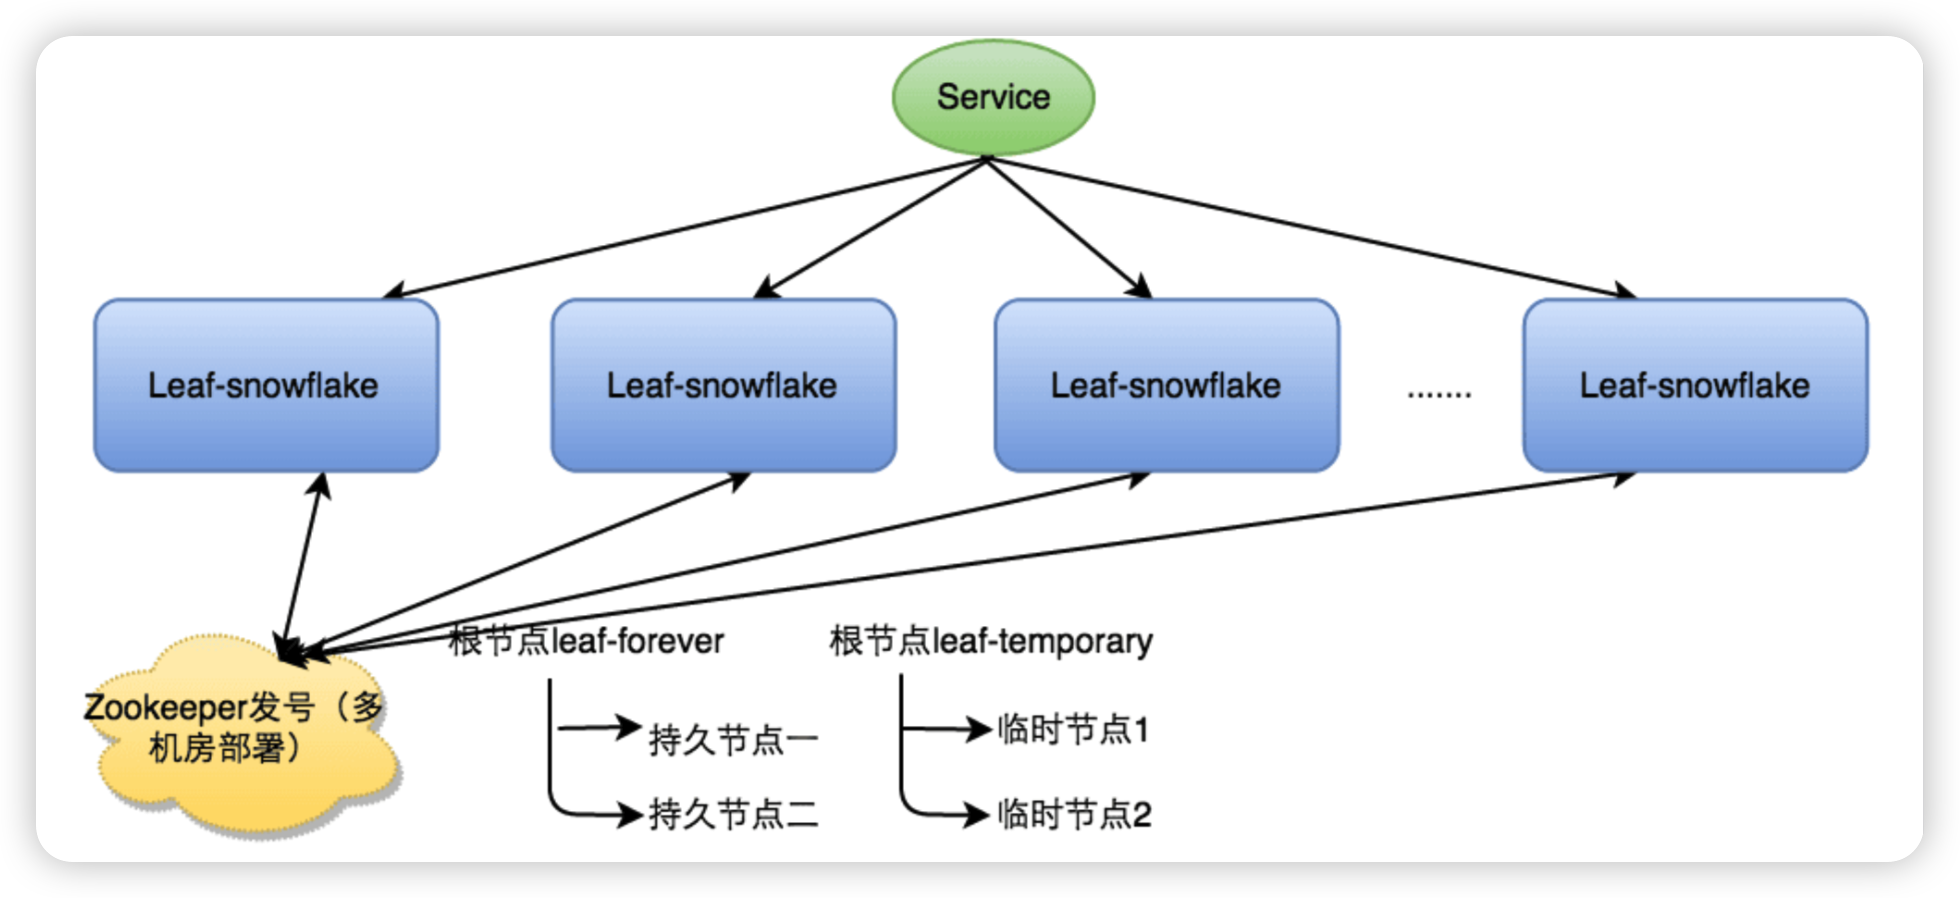 Service
Leaf-snowflake
Leaf-snowflake
Leaf-snowflake
.......
Leaf-snowflake
根节点leaf-forever
根节点leaf-temporary
Zookeeper发号（多
机房部署）
持久节点一
持久节点二
临时节点1
临时节点2